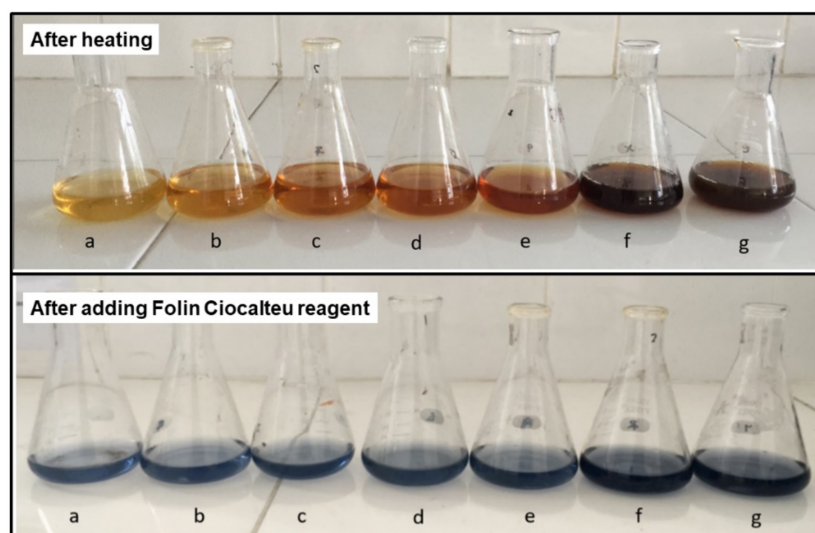 After heating
a b c d e f g
After adding Folin Ciocalteu reagent
a b c d e f g